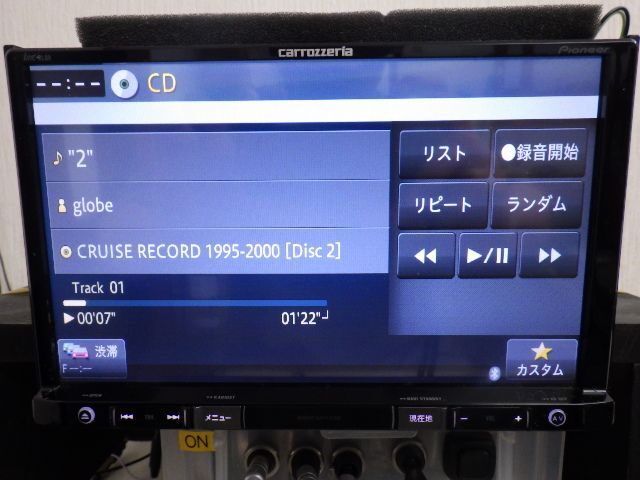 carrozzeria
Pioneer
--:-- CD
"2"
リスト
●録音開始
globe
リピート
ランダム
CRUISE RECORD 1995-2000 [Disc 2]
Track 01
▶00'07"
01'22"
渋滞
F --:--
カスタム
メニュー
現在地
VOL
AV
ON